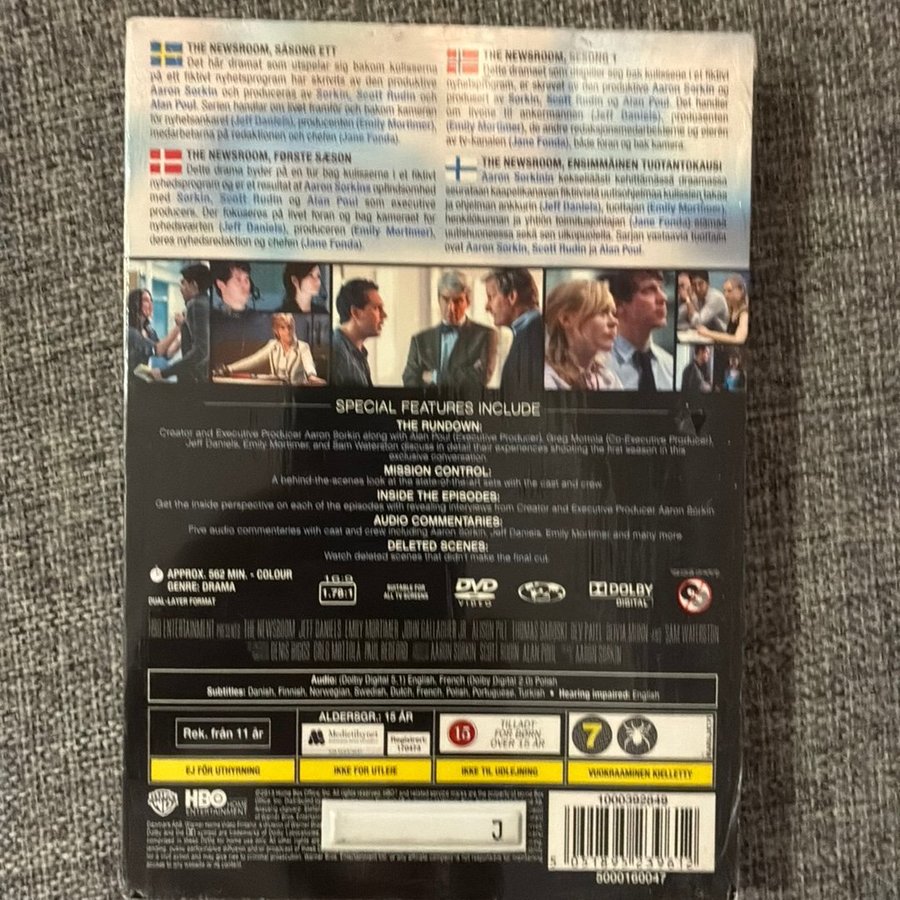 THE NEWSROOM, SÄSONG ETT
Det här dramat som utspelar sig bakom kulisserna
på ett fiktivt nyhetsprogram har skrivits av den produktive
Aaron Sorkin och produceras av Sorkin, Scott Rudin och
Alan Poul. Serien handlar om livet framför och bakom kameran
för nyhetsankaret (Jeff Daniels), producenten (Emily Mortimer),
medarbetarna på redaktionen och chefen (Jane Fonda).
THE NEWSROOM, SESONG 1
Dette dramaet som utspiller seg bak kulissene i et fiktivt
nyhetsprogram, er skrevet av den produktive Aaron Sorkin og
produsert av Sorkin, Scott Rudin og Alan Poul. Det handler
om livene til ankermannen (Jeff Daniels), produsenten
(Emily Mortimer), de andre redaksjonsmedarbeiderne og eieren
av tv-kanalen (Jane Fonda), både foran og bak kamera.
THE NEWSROOM, FØRSTE SÆSON
Dette drama byder på en tur bag kulisserne i et fiktivt
nyhedsprogram og er et resultat af Aaron Sorkins opfindsomhed
med Sorkin, Scott Rudin og Alan Poul som executive
producers. Der fokuseres på livet foran og bag kameraet for
nyhedsværten (Jeff Daniels), produceren (Emily Mortimer),
deres nyhedsredaktion og chefen (Jane Fonda).
THE NEWSROOM, ENSIMMÄINEN TUOTANTOKAUSI
Aaron Sorkinin kekseliäästi kehittämässä draamassa
kurkistetaan kaapelikanavan fiktiivistä uutisohjelmaa kulissien takaa
ja ohjelman ankkurin (Jeff Daniels), tuottajan (Emily Mortimer),
henkilökunnan ja yhtiön toimitusjohtajan (Jane Fonda) elämää
uutishuoneessa sekä sen ulkopuolella. Sarjan vastaavia tuottajia
ovat Aaron Sorkin, Scott Rudin ja Alan Poul.
SPECIAL FEATURES INCLUDE
THE RUNDOWN:
Creator and Executive Producer Aaron Sorkin along with Alan Poul (Executive Producer), Greg Mottola (Co-Executive Producer),
Jeff Daniels, Emily Mortimer, and Sam Waterston discuss in detail their experiences shooting the first season in this
exclusive conversation.
MISSION CONTROL:
A behind-the-scenes look at the state-of-the-art sets with the cast and crew.
INSIDE THE EPISODES:
Get the inside perspective on each of the episodes with revealing interviews from Creator and Executive Producer Aaron Sorkin
AUDIO COMMENTARIES:
Five audio commentaries with cast and crew including Aaron Sorkin, Jeff Daniels, Emily Mortimer and many more
DELETED SCENES:
Watch deleted scenes that didn't make the final cut.
APPROX. 562 MIN. - COLOUR
GENRE: DRAMA
DUAL-LAYER FORMAT
16:9
1.78:1
SUITABLE FOR
ALL TV SCREENS
DVD
VIDEO
DOLBY
DIGITAL
HBO ENTERTAINMENT PRESENTS THE NEWSROOM JEFF DANIELS EMILY MORTIMER JOHN GALLAGHER JR. ALISON PILL THOMAS SADOSKI DEV PATEL OLIVIA MUNN AND SAM WATERSTON
DENIS BIGGS GREG MOTTOLA PAUL REDFORD AARON SORKIN SCOTT RUDIN ALAN POUL AARON SORKIN
Audio: (Dolby Digital 5.1) English, French (Dolby Digital 2.0) Polish
Subtitles: Danish, Finnish, Norwegian, Swedish, Dutch, French, Polish, Portuguese, Turkish • Hearing Impaired: English
Rek. från 11 år
ALDERSGR.: 15 ÅR
Medietilsynet
Registrert:
170474
15
TILLADT
FOR BØRN
OVER 15 ÅR
7
EJ FÖR UTHYRNING
IKKE FOR UTLEIE
IKKE TIL UDLEJNING
VUOKRAAMINEN KIELLETTY
WB
HBO
HOME
ENTERTAINMENT
J
1000392849
5000160047